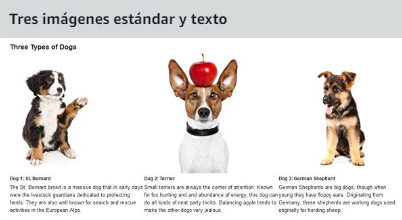 Tres imágenes estándar y texto
Three Types of Dogs
Dog 1: St. Bernard
The St. Bernard breed is a massive dog that in early days
were the livestock guardians dedicated to protecting
herds. They are also well known for search and rescue
activities in the European Alps.
Dog 2: Terrier
Small terriers are always the center of attention. Known
for fox hunting and and abundance of energy, this dog can
do all kinds of neat party tricks. Balancing apple tends to
make the other dogs very jealous.
Dog 3: German Shepherd
German Shepherds are big dogs, though when
young they have floppy ears. Originating from
Germany, these shepherds are working dogs used
originally for herding sheep.